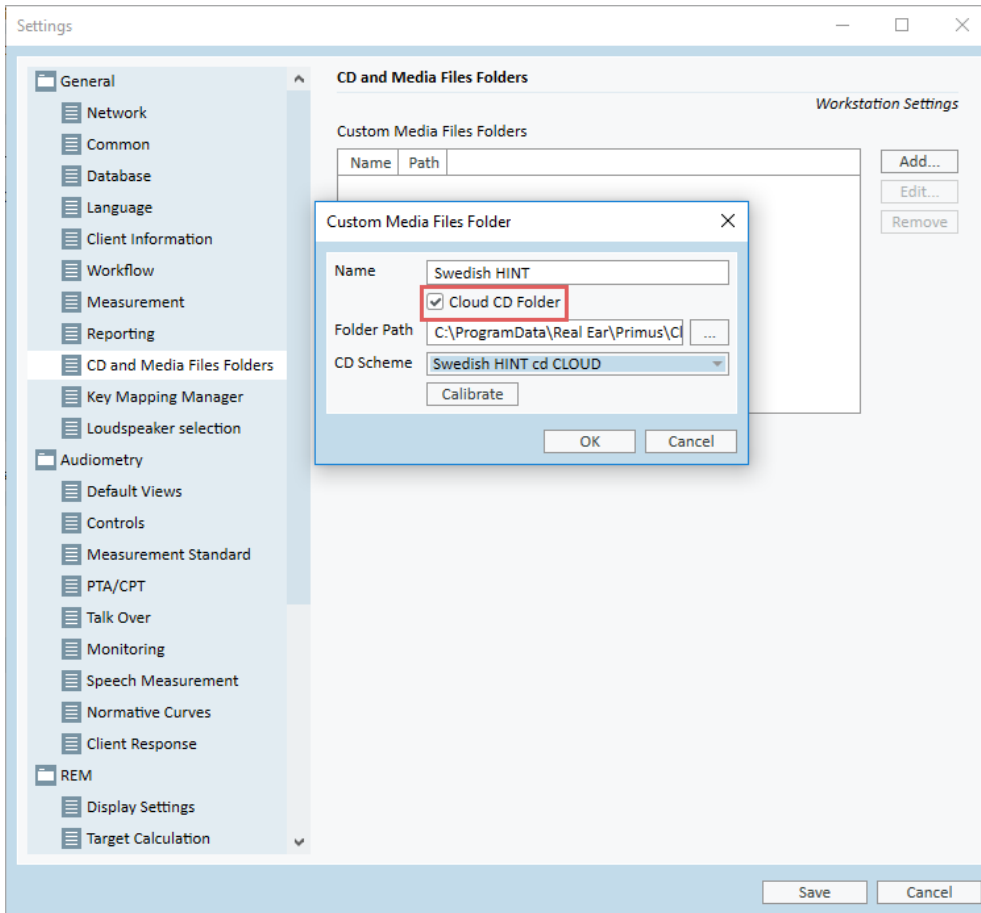 Settings
General
Network
Common
Database
Language
Client Information
Workflow
Measurement
Reporting
CD and Media Files Folders
Key Mapping Manager
Loudspeaker selection
Audiometry
Default Views
Controls
Measurement Standard
PTA/CPT
Talk Over
Monitoring
Speech Measurement
Normative Curves
Client Response
REM
Display Settings
Target Calculation
CD and Media Files Folders
Workstation Settings
Custom Media Files Folders
Name Path
Add...
Edit...
Remove
Custom Media Files Folder
Name Swedish HINT
Cloud CD Folder
Folder Path C:\ProgramData\Real Ear\Primus\Cl ...
CD Scheme Swedish HINT cd CLOUD
Calibrate
OK Cancel
Save Cancel